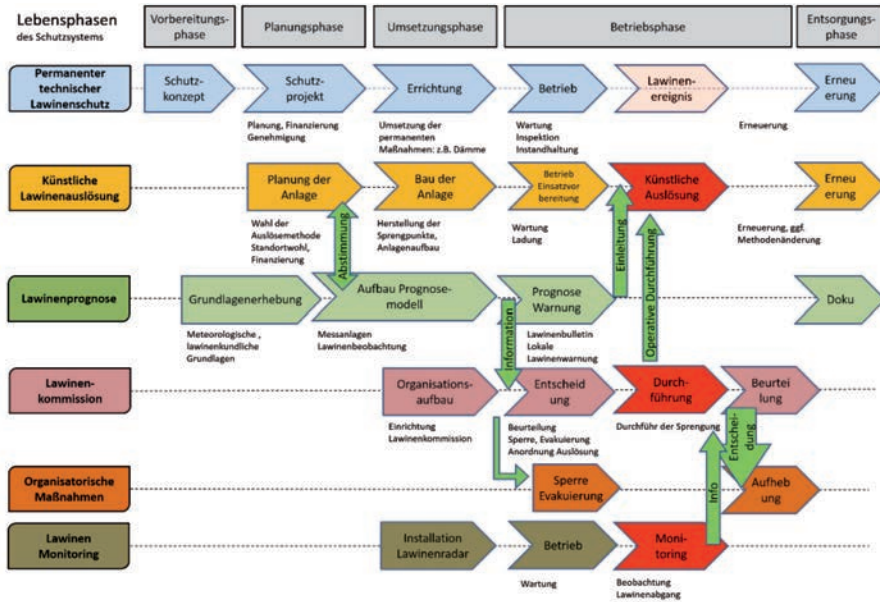 Lebensphasen
des Schutzsystems
Vorbereitungs-
phase
Planungsphase
Umsetzungsphase
Betriebsphase
Entsorgungs-
phase
Permanenter
technischer
Lawinenschutz
Schutz-
konzept
Schutz-
projekt
Errichtung
Betrieb
Lawinen-
ereignis
Erneu
erung
Planung, Finanzierung
Genehmigung
Umsetzung der
permanenten
Maßnahmen: z.B. Dämme
Wartung
Inspektion
Instandhaltung
Erneuerung
Künstliche
Lawinenauslösung
Planung der
Anlage
Bau der
Anlage
Betrieb
Einsatzvor
bereitung
Künstliche
Auslösung
Erneu
erung
Wahl der
Auslösemethode
Standortwohl,
Finanzierung
Abstimmung
Herstellung der
Sprengpunkte,
Anlagenaufbau
Wartung
Ladung
Einleitung
Operative Durchführung
Erneuerung, ggf.
Methodenänderung
Lawinenprognose
Grundlagenerhebung
Aufbau Prognose-
modell
Prognose
Warnung
Doku
Meteorologische ,
lawinenkundliche
Grundlagen
Messanlagen
Lawinenbeobachtung
Information
Lawinenbulletin
Lokale
Lawinenwarnung
Lawinen-
kommission
Organisations-
aufbau
Entscheid
ung
Durch-
führung
Beurtei
lung
Einrichtung
Lawinenkommission
Beurteilung
Sperre, Evakuierung
Anordnung Auslösung
Durchführ der Sprengung
Entschei-
dung
Info
Organisatorische
Maßnahmen
Sperre
Evakuierung
Aufheb
ung
Lawinen
Monitoring
Installation
Lawinenradar
Betrieb
Moni-
toring
Wartung
Beobachtung
Lawinenabgang